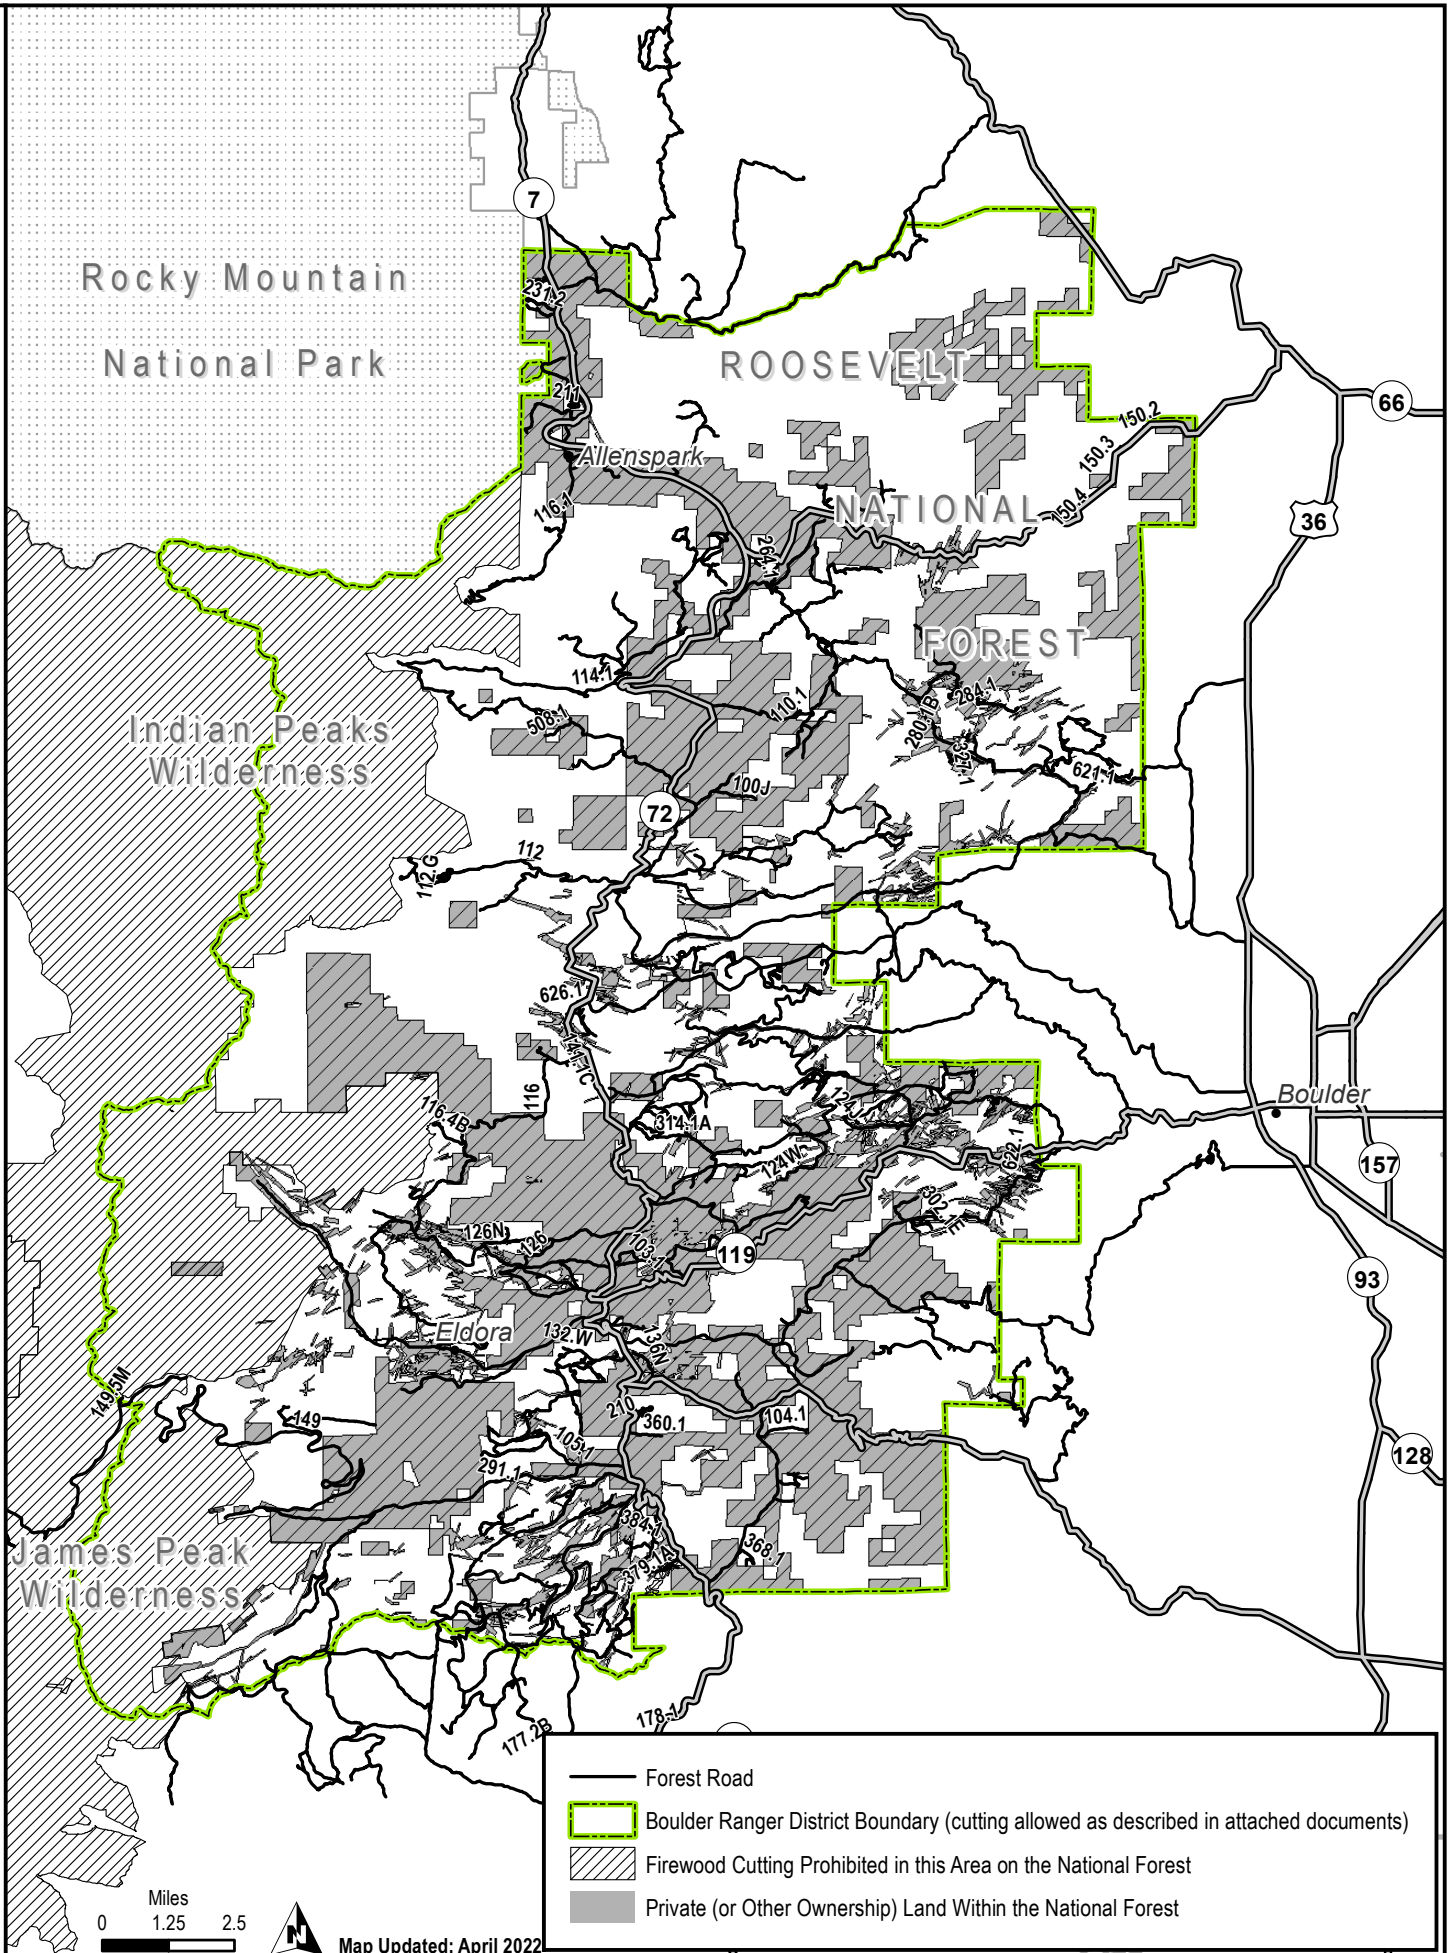 7
Rocky Mountain
National Park
231.2
ROOSEVELT
211
66
150.2
Allenspark
150.3
116.1
NATIONAL
150.4
36
264.1
FOREST
114.1
284.1
110.1
280.1B
508.1
Indian Peaks
Wilderness
327.1
621.1
100J
72
112
112.G
626.1
141.1C
116
116.4B
314.1A
124J
Boulder
622.1
157
124W
302.1E
126N
126
103.1
119
93
Eldora
132.W
136N
149.5M
210
149
360.1
104.1
105.1
128
291.1
384.1
James Peak
Wilderness
368.1
379.1A
178.1
177.2B
Forest Road
Boulder Ranger District Boundary (cutting allowed as described in attached documents)
Firewood Cutting Prohibited in this Area on the National Forest
Private (or Other Ownership) Land Within the National Forest
Miles
0 1.25 2.5
N
Map Updated: April 2022